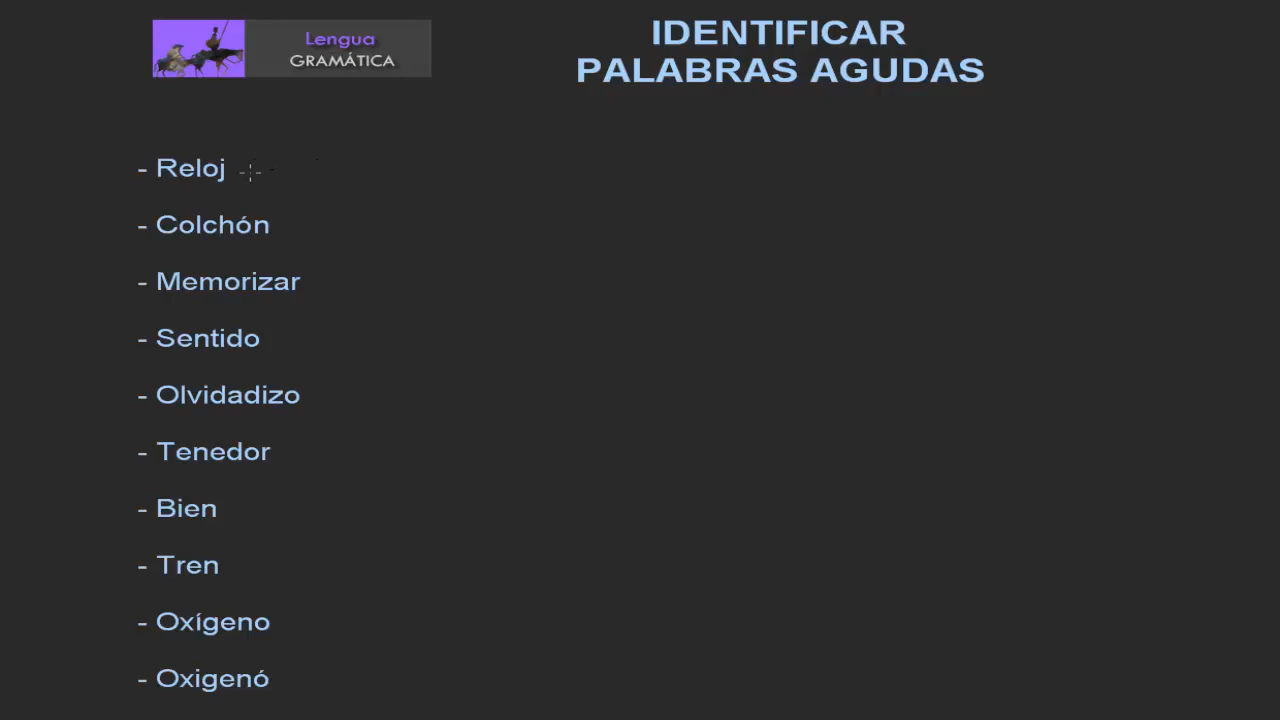 Lengua
GRAMÁTICA
IDENTIFICAR
PALABRAS AGUDAS
- Reloj
- Colchón
- Memorizar
- Sentido
- Olvidadizo
- Tenedor
- Bien
- Tren
- Oxígeno
- Oxigenó